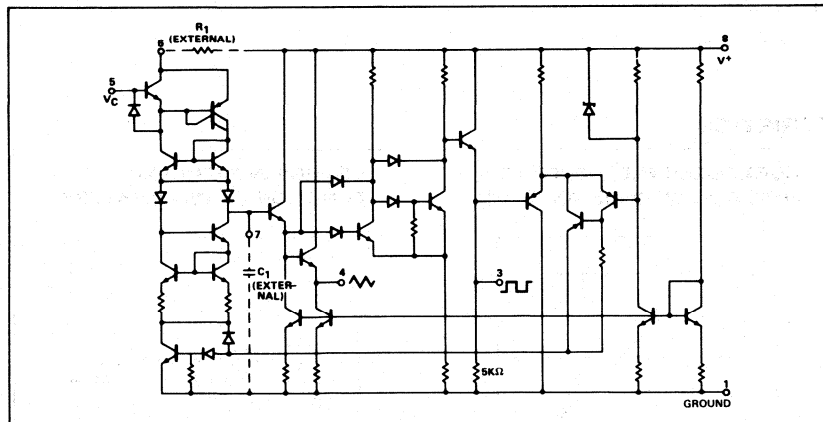 R1
(EXTERNAL)
6
8
V+
5
VC
7
C1
(EXTER-
NAL)
4
3
5KΩ
1
GROUND